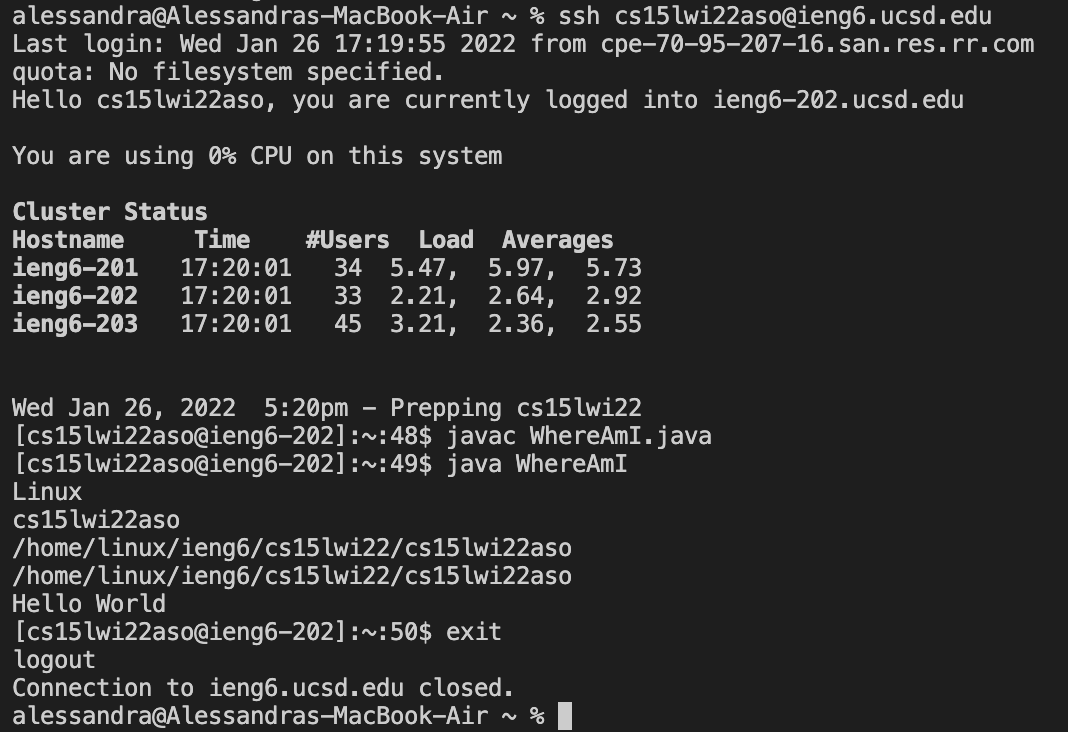 alessandra@Alessandras-MacBook-Air ~ % ssh cs15lwi22aso@ieng6.ucsd.edu
Last login: Wed Jan 26 17:19:55 2022 from cpe-70-95-207-16.san.res.rr.com
quota: No filesystem specified.
Hello cs15lwi22aso, you are currently logged into ieng6-202.ucsd.edu
You are using 0% CPU on this system
Cluster Status
Hostname     Time    #Users  Load  Averages
ieng6-201   17:20:01   34  5.47,  5.97,  5.73
ieng6-202   17:20:01   33  2.21,  2.64,  2.92
ieng6-203   17:20:01   45  3.21,  2.36,  2.55
Wed Jan 26, 2022  5:20pm - Prepping cs15lwi22
[cs15lwi22aso@ieng6-202]:~:48$ javac WhereAmI.java
[cs15lwi22aso@ieng6-202]:~:49$ java WhereAmI
Linux
cs15lwi22aso
/home/linux/ieng6/cs15lwi22/cs15lwi22aso
/home/linux/ieng6/cs15lwi22/cs15lwi22aso
Hello World
[cs15lwi22aso@ieng6-202]:~:50$ exit
logout
Connection to ieng6.ucsd.edu closed.
alessandra@Alessandras-MacBook-Air ~ %